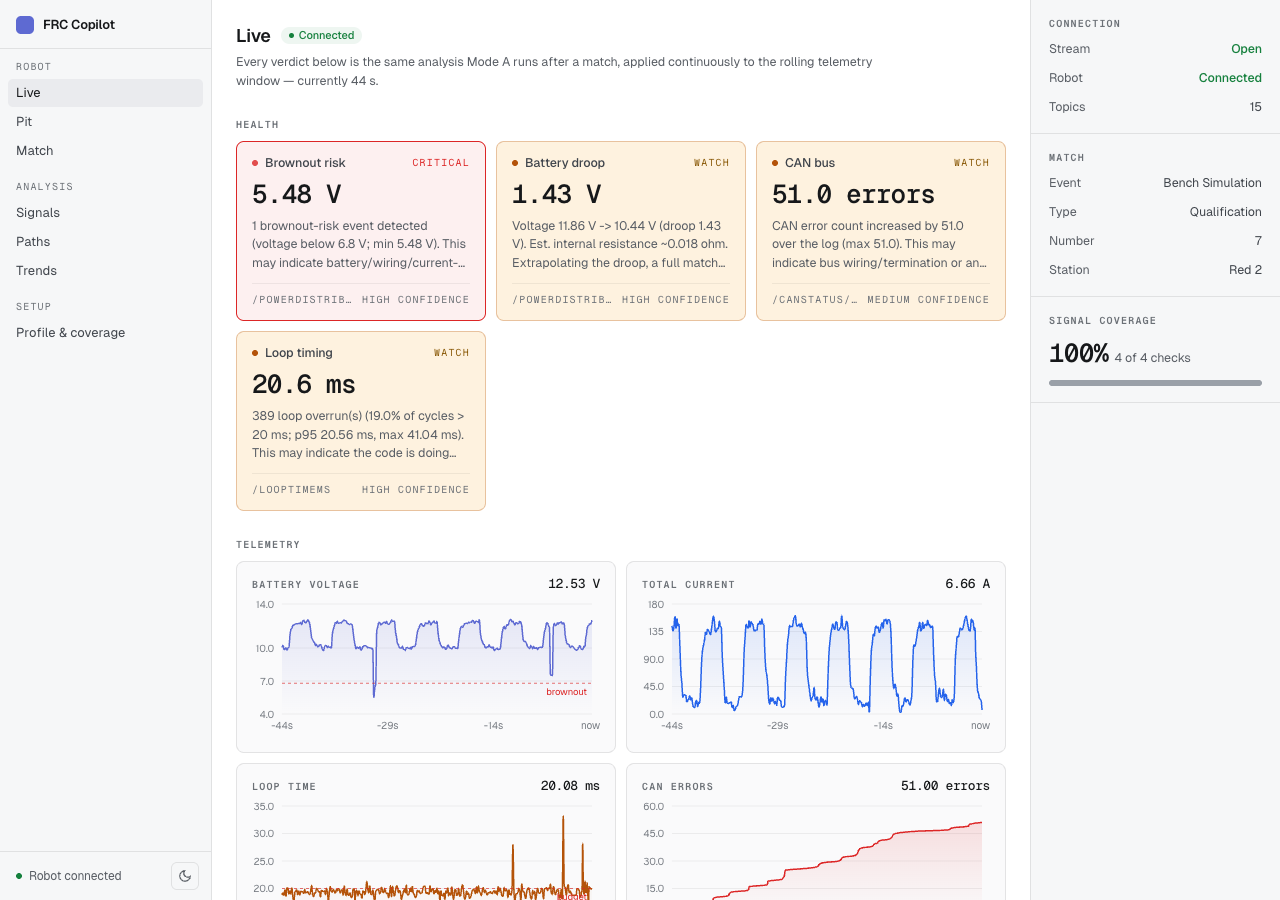 FRC Copilot
ROBOT
Live
Pit
Match
ANALYSIS
Signals
Paths
Trends
SETUP
Profile & coverage
Robot connected
Live
Connected
Every verdict below is the same analysis Mode A runs after a match, applied continuously to the rolling telemetry
window — currently 44 s.
HEALTH
Brownout risk CRITICAL
5.48 V
1 brownout-risk event detected
(voltage below 6.8 V; min 5.48 V). This
may indicate battery/wiring/current-…
/POWERDISTRIB… HIGH CONFIDENCE
Battery droop WATCH
1.43 V
Voltage 11.86 V -> 10.44 V (droop 1.43
V). Est. internal resistance ~0.018 ohm.
Extrapolating the droop, a full match…
/POWERDISTRIB… HIGH CONFIDENCE
CAN bus WATCH
51.0 errors
CAN error count increased by 51.0
over the log (max 51.0). This may
indicate bus wiring/termination or an…
/CANSTATUS/… MEDIUM CONFIDENCE
Loop timing WATCH
20.6 ms
389 loop overrun(s) (19.0% of cycles >
20 ms; p95 20.56 ms, max 41.04 ms).
This may indicate the code is doing…
/LOOPTIMEMS HIGH CONFIDENCE
TELEMETRY
BATTERY VOLTAGE 12.53 V
14.0
10.0
7.0
4.0
brownout
-44s -29s -14s now
TOTAL CURRENT 6.66 A
180
135
90.0
45.0
0.0
-44s -29s -14s now
LOOP TIME 20.08 ms
35.0
30.0
25.0
20.0
CAN ERRORS 51.00 errors
60.0
45.0
30.0
15.0
CONNECTION
Stream Open
Robot Connected
Topics 15
MATCH
Event Bench Simulation
Type Qualification
Number 7
Station Red 2
SIGNAL COVERAGE
100% 4 of 4 checks